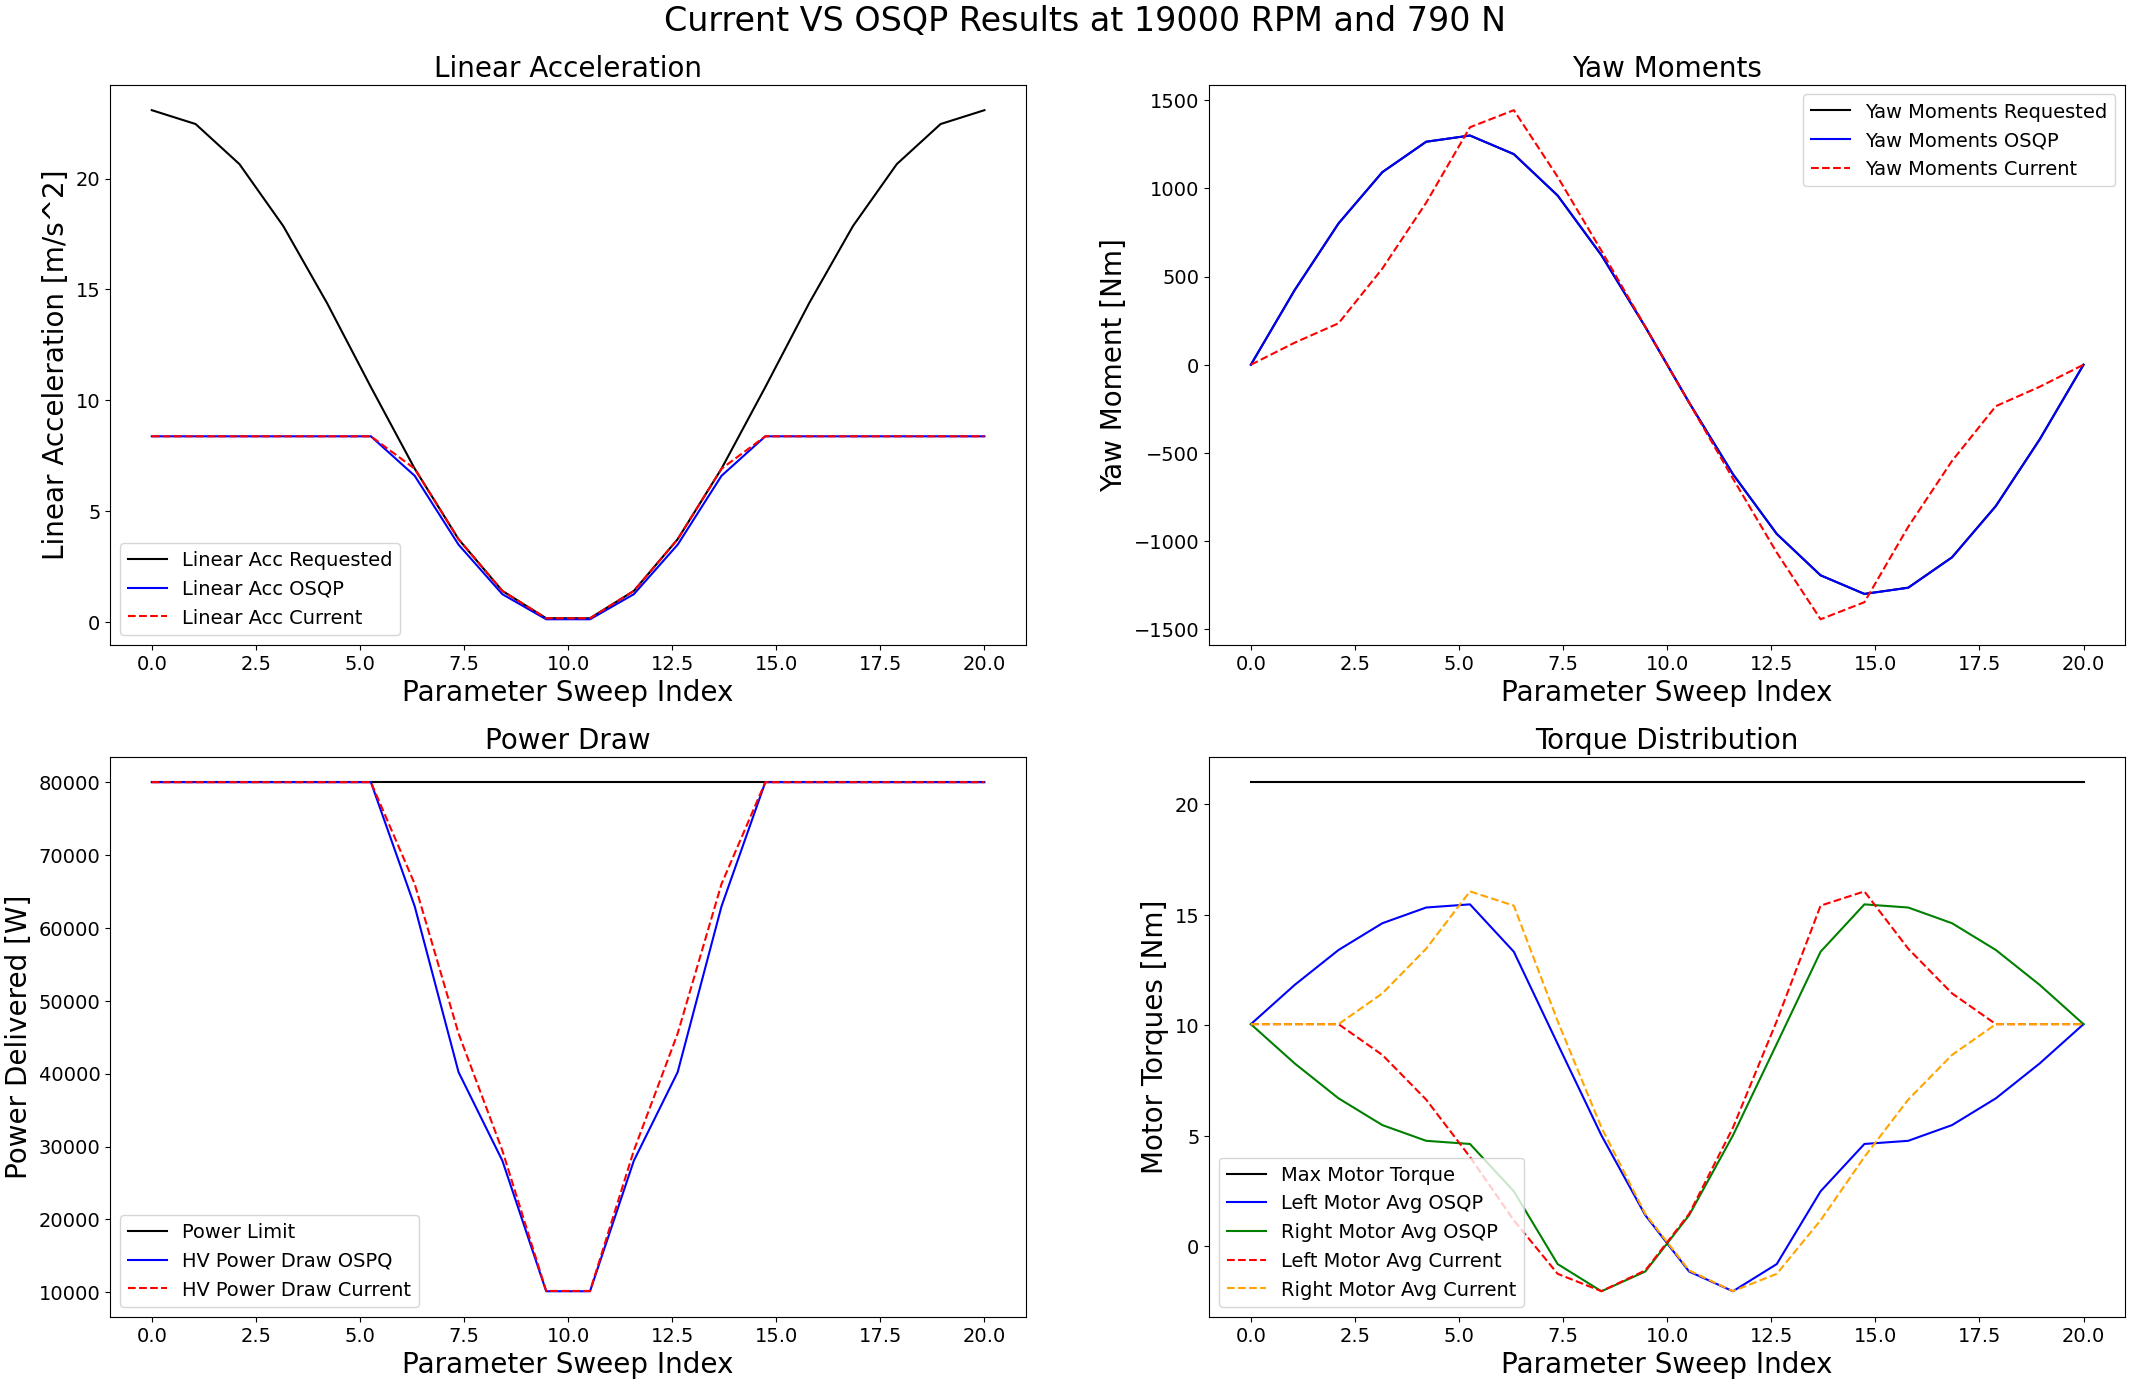 Current VS OSQP Results at 19000 RPM and 790 N
Linear Acceleration
Linear Acceleration [m/s^2]
20
15
10
5
0
Linear Acc Requested
Linear Acc OSQP
Linear Acc Current
0.0 2.5 5.0 7.5 10.0 12.5 15.0 17.5 20.0
Parameter Sweep Index
Yaw Moments
Yaw Moment [Nm]
1500
1000
500
0
−500
−1000
−1500
Yaw Moments Requested
Yaw Moments OSQP
Yaw Moments Current
0.0 2.5 5.0 7.5 10.0 12.5 15.0 17.5 20.0
Parameter Sweep Index
Power Draw
Power Delivered [W]
80000
70000
60000
50000
40000
30000
20000
10000
Power Limit
HV Power Draw OSPQ
HV Power Draw Current
0.0 2.5 5.0 7.5 10.0 12.5 15.0 17.5 20.0
Parameter Sweep Index
Torque Distribution
Motor Torques [Nm]
20
15
10
5
0
Max Motor Torque
Left Motor Avg OSQP
Right Motor Avg OSQP
Left Motor Avg Current
Right Motor Avg Current
0.0 2.5 5.0 7.5 10.0 12.5 15.0 17.5 20.0
Parameter Sweep Index